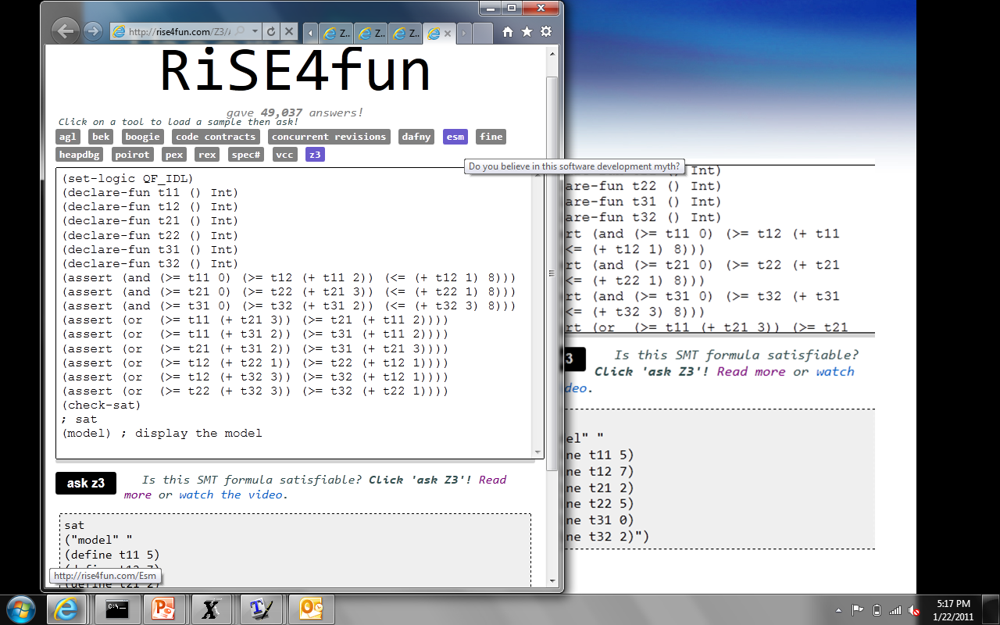 http://rise4fun.com/Z3/
Z..
Z..
Z..
RiSE4fun
gave 49,037 answers!
Click on a tool to load a sample then ask!
agl bek boogie code contracts concurrent revisions dafny esm fine
heapdbg poirot pex rex spec# vcc z3
Do you believe in this software development myth?
(set-logic QF_IDL)
(declare-fun t11 () Int)
(declare-fun t12 () Int)
(declare-fun t21 () Int)
(declare-fun t22 () Int)
(declare-fun t31 () Int)
(declare-fun t32 () Int)
(assert (and (>= t11 0) (>= t12 (+ t11 2)) (<= (+ t12 1) 8)))
(assert (and (>= t21 0) (>= t22 (+ t21 3)) (<= (+ t22 1) 8)))
(assert (and (>= t31 0) (>= t32 (+ t31 2)) (<= (+ t32 3) 8)))
(assert (or (>= t11 (+ t21 3)) (>= t21 (+ t11 2))))
(assert (or (>= t11 (+ t31 2)) (>= t31 (+ t11 2))))
(assert (or (>= t21 (+ t31 2)) (>= t31 (+ t21 3))))
(assert (or (>= t12 (+ t22 1)) (>= t22 (+ t12 1))))
(assert (or (>= t12 (+ t32 3)) (>= t32 (+ t12 1))))
(assert (or (>= t22 (+ t32 3)) (>= t32 (+ t22 1))))
(check-sat)
; sat
(model) ; display the model
ask z3
Is this SMT formula satisfiable? Click 'ask Z3'! Read
more or watch the video.
sat
("model" "
(define t11 5)
(define t12 7)
(define t21 2)
http://rise4fun.com/Esm
Int)
are-fun t22 () Int)
are-fun t31 () Int)
are-fun t32 () Int)
rt (and (>= t11 0) (>= t12 (+ t11
<= (+ t12 1) 8)))
rt (and (>= t21 0) (>= t22 (+ t21
<= (+ t22 1) 8)))
rt (and (>= t31 0) (>= t32 (+ t31
<= (+ t32 3) 8)))
rt (or (>= t11 (+ t21 3)) (>= t21
3
Is this SMT formula satisfiable?
Click 'ask Z3'! Read more or watch
deo.
el" "
ne t11 5)
ne t12 7)
ne t21 2)
ne t22 5)
ne t31 0)
ne t32 2)")
C:\
5:17 PM
1/22/2011